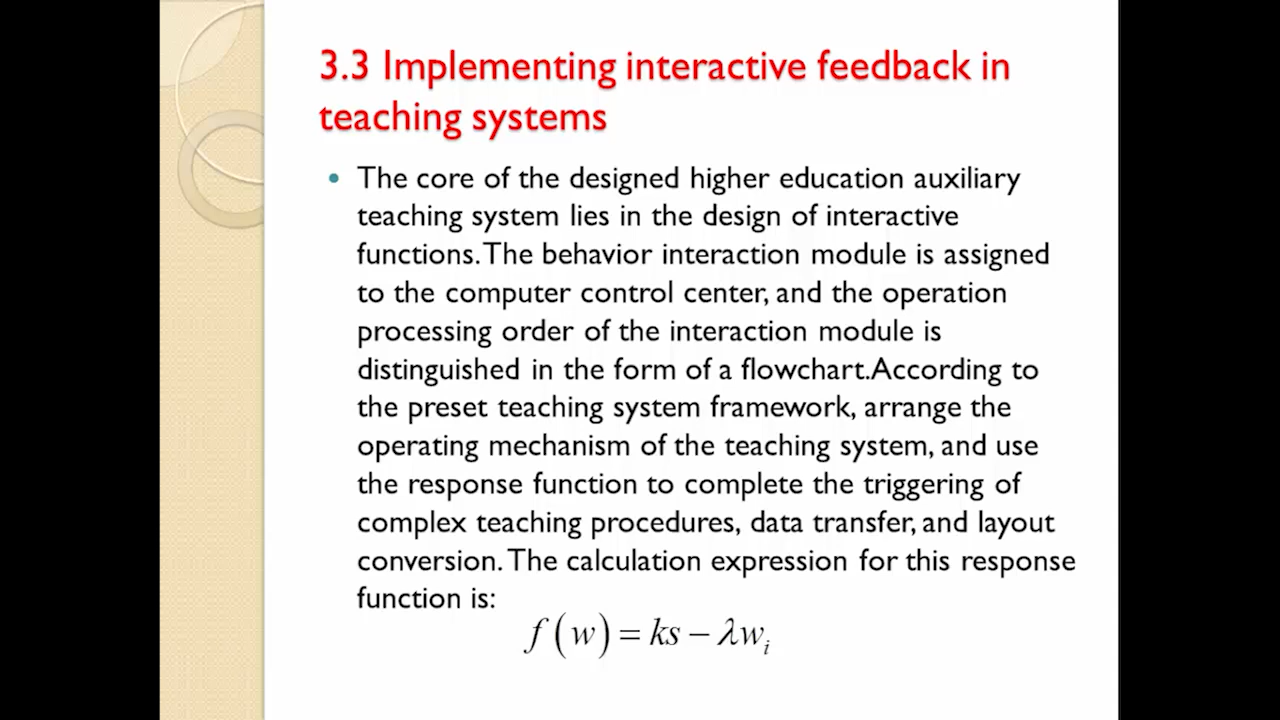 3.3 Implementing interactive feedback in
teaching systems
• The core of the designed higher education auxiliary
teaching system lies in the design of interactive
functions. The behavior interaction module is assigned
to the computer control center, and the operation
processing order of the interaction module is
distinguished in the form of a flowchart. According to
the preset teaching system framework, arrange the
operating mechanism of the teaching system, and use
the response function to complete the triggering of
complex teaching procedures, data transfer, and layout
conversion. The calculation expression for this response
function is:
f(w) = ks − λwᵢ